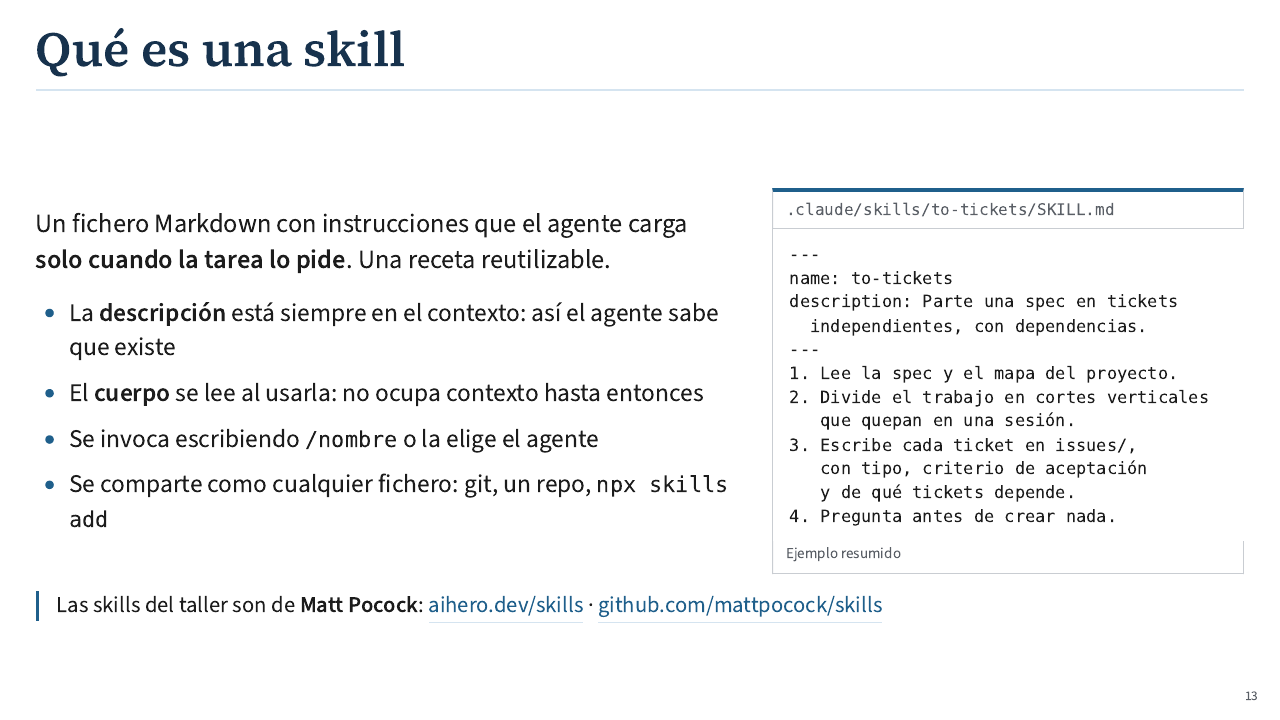 Qué es una skill
Un fichero Markdown con instrucciones que el agente carga
solo cuando la tarea lo pide. Una receta reutilizable.
• La descripción está siempre en el contexto: así el agente sabe
que existe
• El cuerpo se lee al usarla: no ocupa contexto hasta entonces
• Se invoca escribiendo /nombre o la elige el agente
• Se comparte como cualquier fichero: git, un repo, npx skills
add
.claude/skills/to-tickets/SKILL.md
---
name: to-tickets
description: Parte una spec en tickets
  independientes, con dependencias.
---
1. Lee la spec y el mapa del proyecto.
2. Divide el trabajo en cortes verticales
   que quepan en una sesión.
3. Escribe cada ticket en issues/,
   con tipo, criterio de aceptación
   y de qué tickets depende.
4. Pregunta antes de crear nada.
Ejemplo resumido
Las skills del taller son de Matt Pocock: aihero.dev/skills · github.com/mattpocock/skills
13